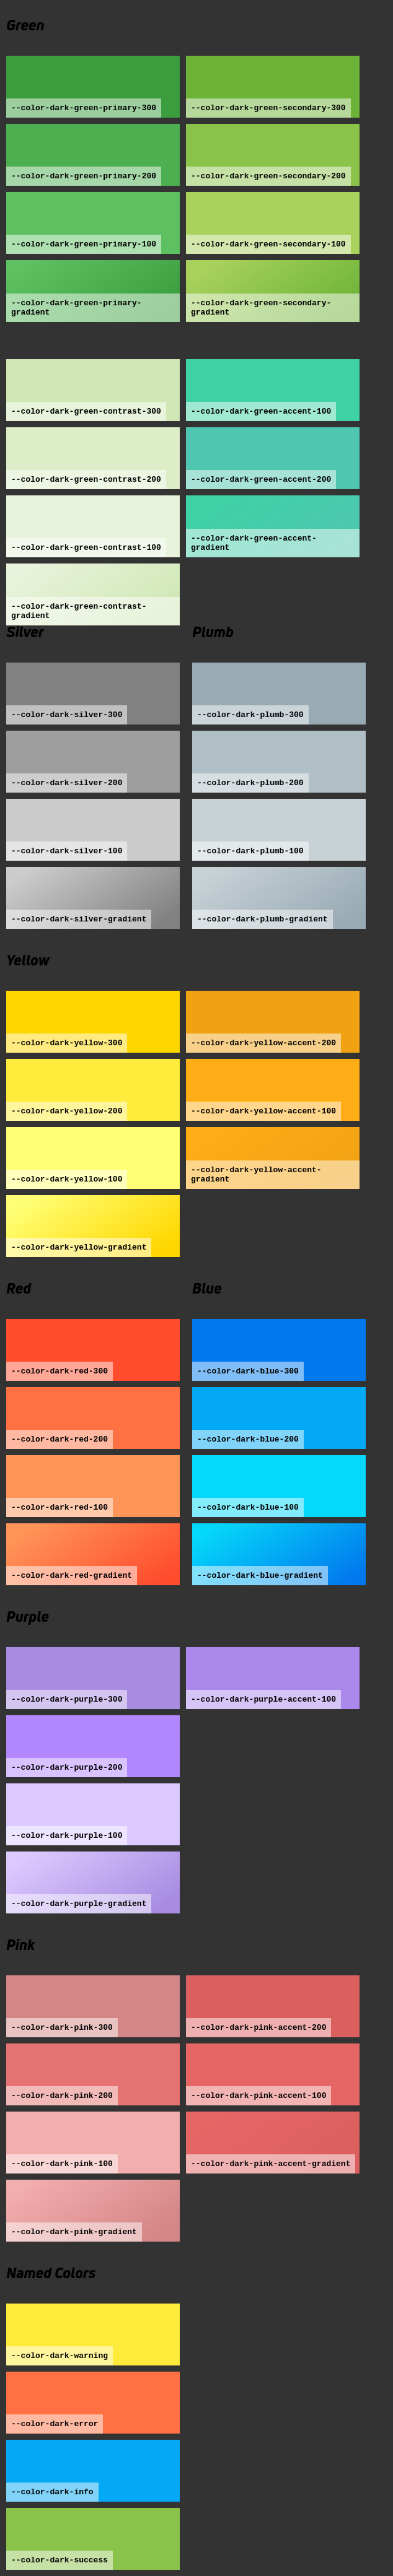 Green
--color-dark-green-primary-300
--color-dark-green-secondary-300
--color-dark-green-primary-200
--color-dark-green-secondary-200
--color-dark-green-primary-100
--color-dark-green-secondary-100
--color-dark-green-primary-
gradient
--color-dark-green-secondary-
gradient
--color-dark-green-contrast-300
--color-dark-green-accent-100
--color-dark-green-contrast-200
--color-dark-green-accent-200
--color-dark-green-contrast-100
--color-dark-green-accent-
gradient
--color-dark-green-contrast-
gradient
Silver
Plumb
--color-dark-silver-300
--color-dark-plumb-300
--color-dark-silver-200
--color-dark-plumb-200
--color-dark-silver-100
--color-dark-plumb-100
--color-dark-silver-gradient
--color-dark-plumb-gradient
Yellow
--color-dark-yellow-300
--color-dark-yellow-accent-200
--color-dark-yellow-200
--color-dark-yellow-accent-100
--color-dark-yellow-100
--color-dark-yellow-accent-
gradient
--color-dark-yellow-gradient
Red
Blue
--color-dark-red-300
--color-dark-blue-300
--color-dark-red-200
--color-dark-blue-200
--color-dark-red-100
--color-dark-blue-100
--color-dark-red-gradient
--color-dark-blue-gradient
Purple
--color-dark-purple-300
--color-dark-purple-accent-100
--color-dark-purple-200
--color-dark-purple-100
--color-dark-purple-gradient
Pink
--color-dark-pink-300
--color-dark-pink-accent-200
--color-dark-pink-200
--color-dark-pink-accent-100
--color-dark-pink-100
--color-dark-pink-accent-gradient
--color-dark-pink-gradient
Named Colors
--color-dark-warning
--color-dark-error
--color-dark-info
--color-dark-success